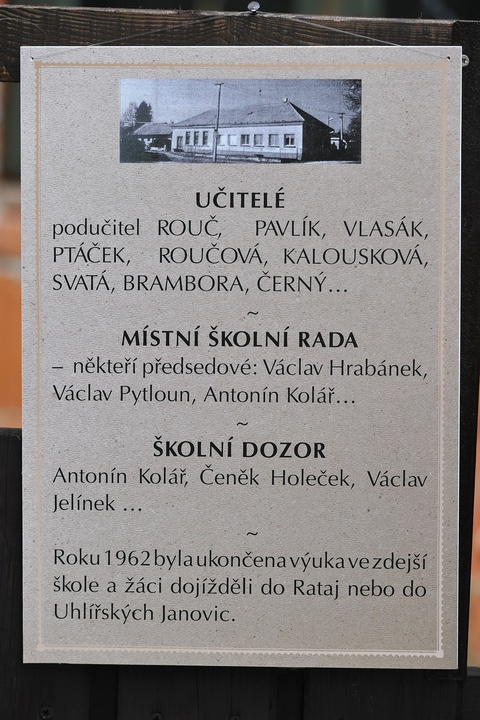 UČITELÉ
podučitel ROUČ, PAVLÍK, VLASÁK,
PTÁČEK, ROUČOVÁ, KALOUSKOVÁ,
SVATÁ, BRAMBORA, ČERNÝ...
~
MÍSTNÍ ŠKOLNÍ RADA
– někteří předsedové: Václav Hrabánek,
Václav Pytloun, Antonín Kolář...
~
ŠKOLNÍ DOZOR
Antonín Kolář, Čeněk Holeček, Václav
Jelínek ...
~
Roku 1962 byla ukončena výuka ve zdejší
škole a žáci dojížděli do Rataj nebo do
Uhlířských Janovic.